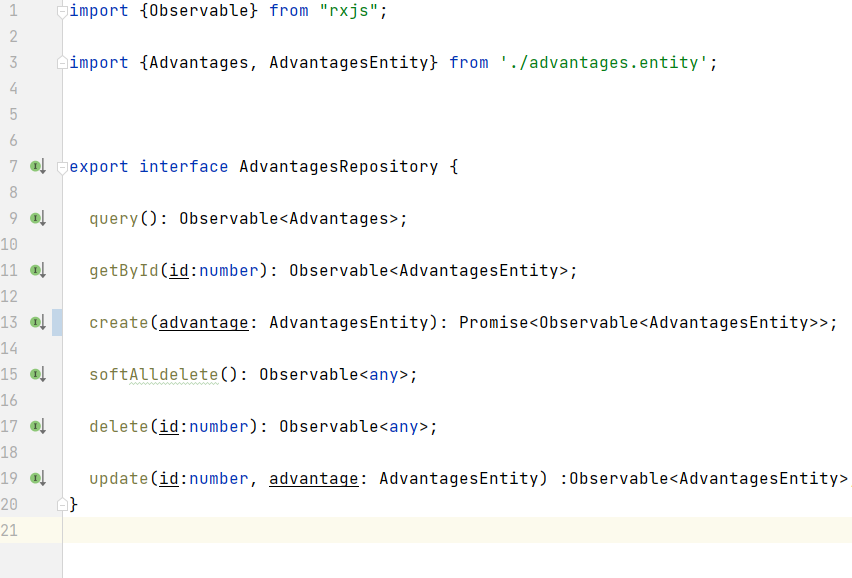 1 import {Observable} from "rxjs";
2
3 import {Advantages, AdvantagesEntity} from './advantages.entity';
4
5
6
7 export interface AdvantagesRepository {
8
9 query(): Observable<Advantages>;
10
11 getById(id:number): Observable<AdvantagesEntity>;
12
13 create(advantage: AdvantagesEntity): Promise<Observable<AdvantagesEntity>>;
14
15 softAlldelete(): Observable<any>;
16
17 delete(id:number): Observable<any>;
18
19 update(id:number, advantage: AdvantagesEntity) :Observable<AdvantagesEntity>
20 }
21